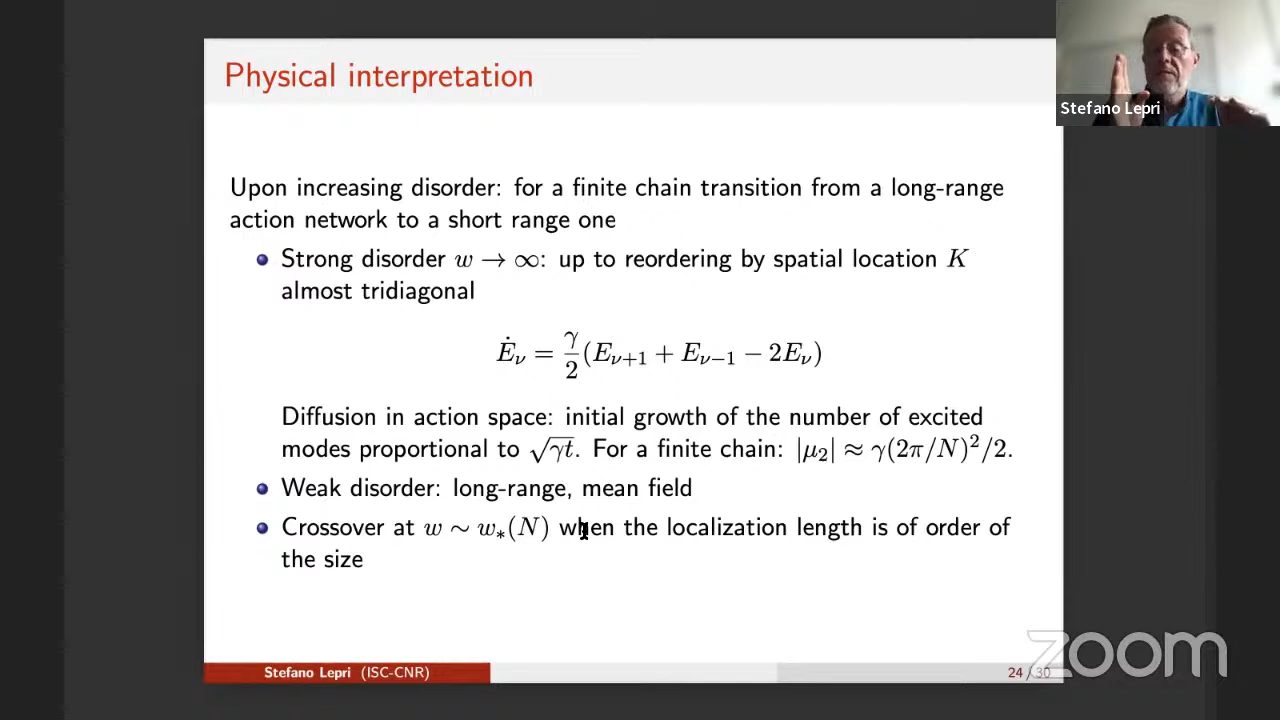 Physical interpretation
Stefano Lepri
Upon increasing disorder: for a finite chain transition from a long-range
action network to a short range one
Strong disorder w → ∞: up to reordering by spatial location K
almost tridiagonal
Ė_ν = γ/2 (E_{ν+1} + E_{ν−1} − 2E_ν)
Diffusion in action space: initial growth of the number of excited
modes proportional to √γt. For a finite chain: |μ₂| ≈ γ(2π/N)²/2.
Weak disorder: long-range, mean field
Crossover at w ∼ w_*(N) when the localization length is of order of
the size
zoom
Stefano Lepri (ISC-CNR)
24 / 30